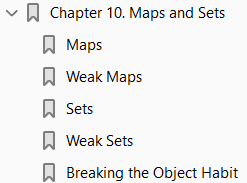 Chapter 10. Maps and Sets
Maps
Weak Maps
Sets
Weak Sets
Breaking the Object Habit